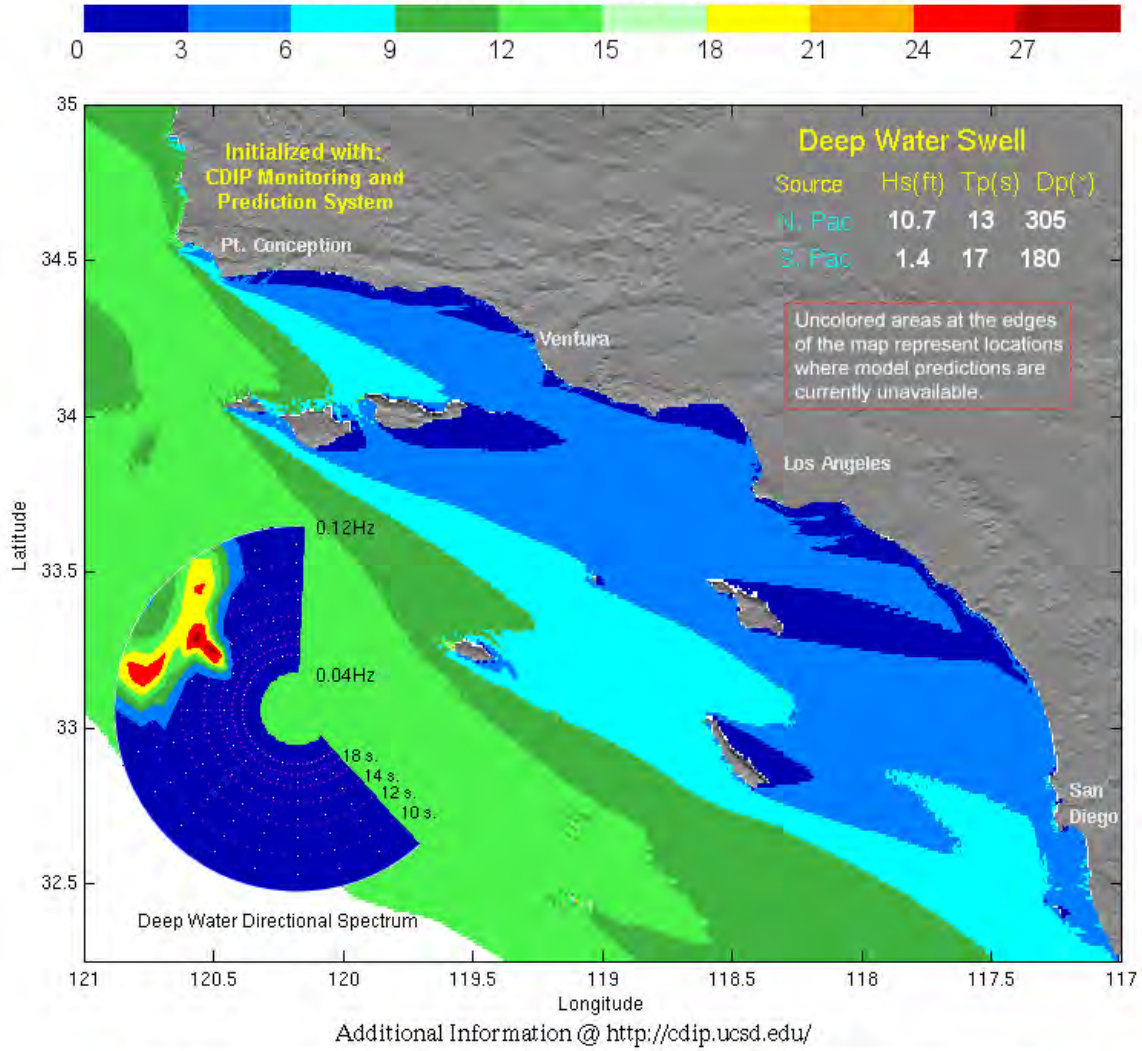 0 3 6 9 12 15 18 21 24 27
35
34.5
34
33.5
33
32.5
Latitude
Initialized with:
CDIP Monitoring and
Prediction System
Pt. Conception
Ventura
Los Angeles
San
Diego
Deep Water Swell
Source Hs(ft) Tp(s) Dp(°)
N. Pac 10.7 13 305
S. Pac 1.4 17 180
Uncolored areas at the edges
of the map represent locations
where model predictions are
currently unavailable.
0.12Hz
0.04Hz
18 s.
14 s.
12 s.
10 s.
Deep Water Directional Spectrum
121 120.5 120 119.5 119 118.5 118 117.5 117
Longitude
Additional Information @ http://cdip.ucsd.edu/